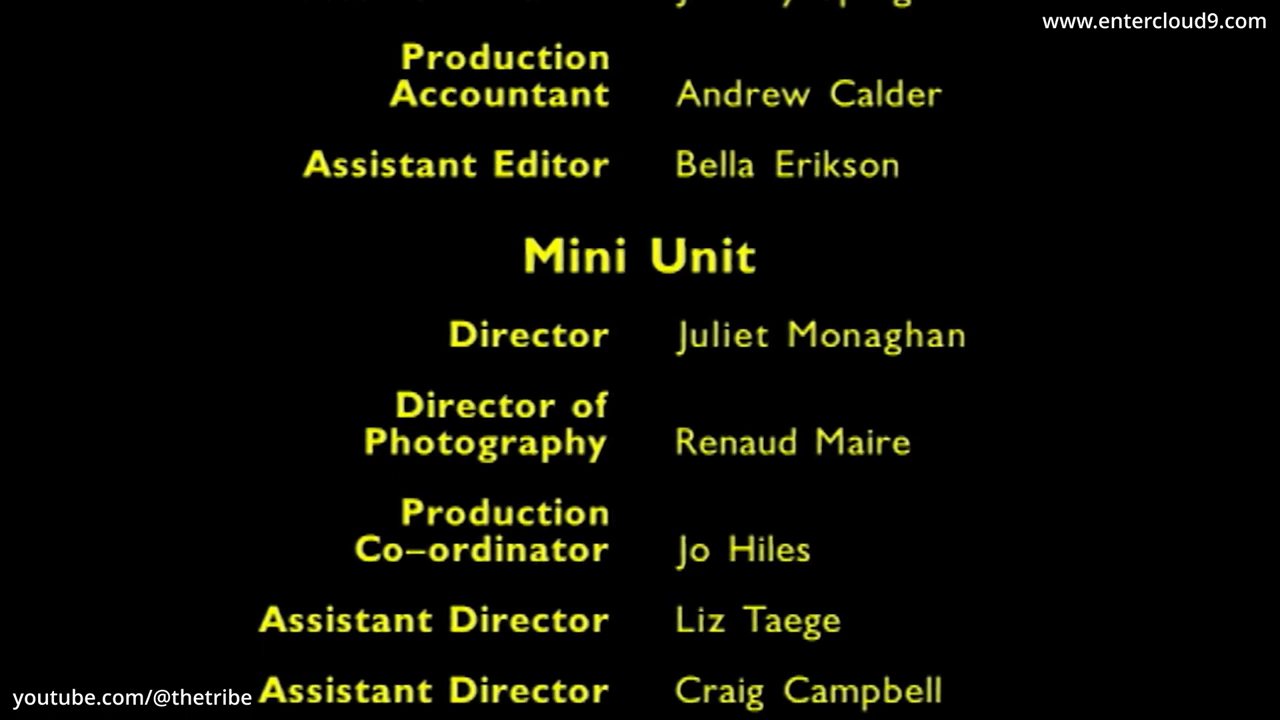 www.entercloud9.com
Production
Accountant Andrew Calder
Assistant Editor Bella Erikson
Mini Unit
Director Juliet Monaghan
Director of
Photography Renaud Maire
Production
Co-ordinator Jo Hiles
Assistant Director Liz Taege
youtube.com/@thetribe Assistant Director Craig Campbell